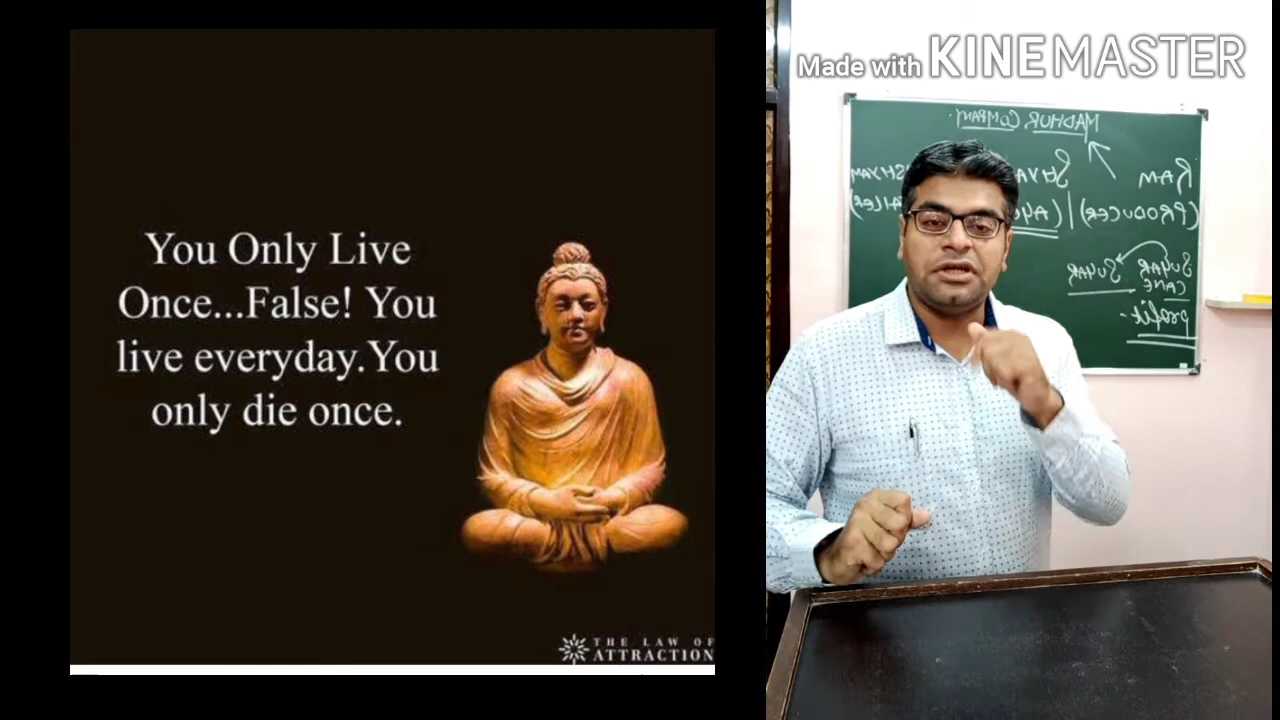 You Only Live
Once...False! You
live everyday.You
only die once.
THE LAW OF
ATTRACTION
Made with KINEMASTER
MADHUR COMPANY.
RAM
(PRODUCER)
SUGAR
CANE
SUGAR
profit-